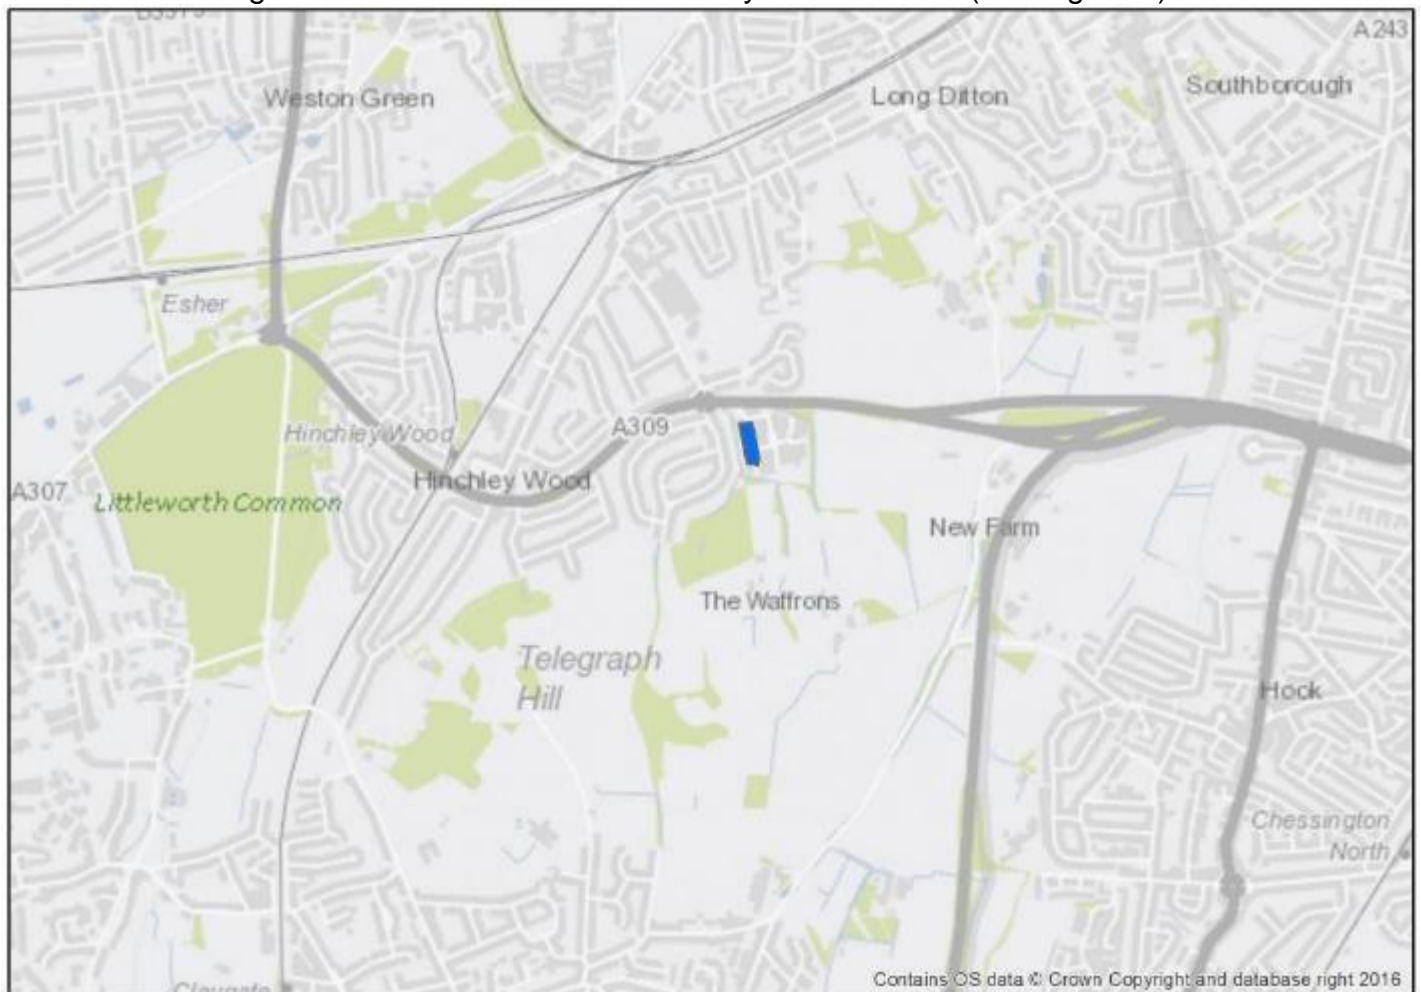 A243
Weston Green
Long Ditton
Southborough
Esher
A309
Hinchley Wood
Hinchley Wood
A307
Littleworth Common
New Farm
The Waffrons
Telegraph
Hill
Hock
Chessington
North
Contains OS data © Crown Copyright and database right 2016